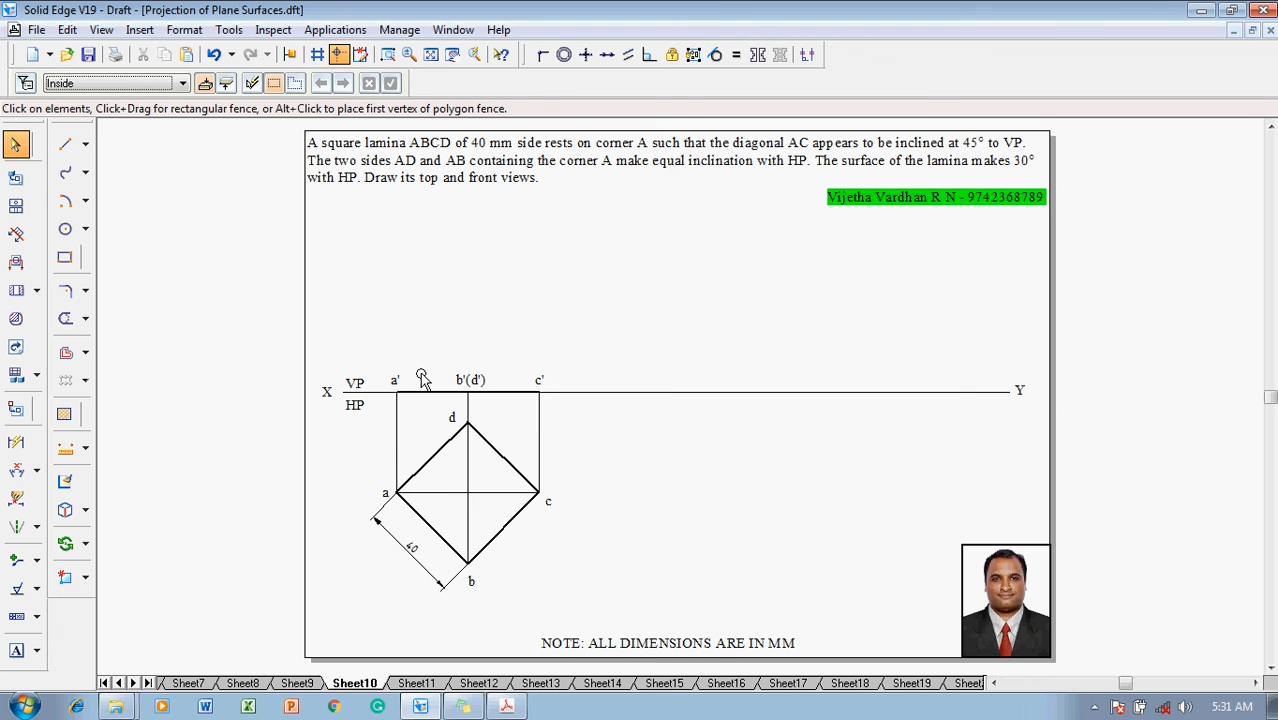 Solid Edge V19 - Draft - [Projection of Plane Surfaces.dft]
File Edit View Insert Format Tools Inspect Applications Manage Window Help
Inside
Click on elements, Click+Drag for rectangular fence, or Alt+Click to place first vertex of polygon fence.
A square lamina ABCD of 40 mm side rests on corner A such that the diagonal AC appears to be inclined at 45° to VP.
The two sides AD and AB containing the corner A make equal inclination with HP. The surface of the lamina makes 30°
with HP. Draw its top and front views.
Vijetha Vardhan R N - 9742368789
VP a' b'(d') c'
X Y
HP
d
a c
40
b
NOTE: ALL DIMENSIONS ARE IN MM
Sheet7 Sheet8 Sheet9 Sheet10 Sheet11 Sheet12 Sheet13 Sheet14 Sheet15 Sheet16 Sheet17 Sheet18 Sheet19 Sheet
5:31 AM